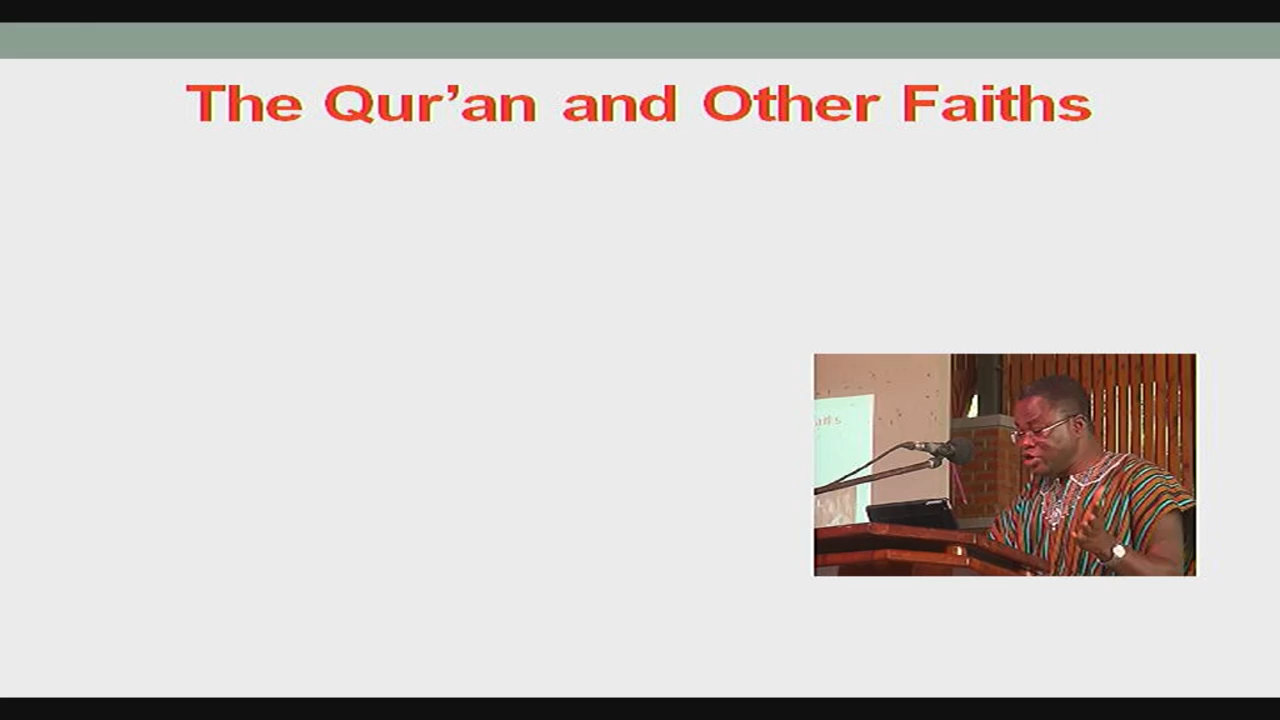 The Qur’an and Other Faiths